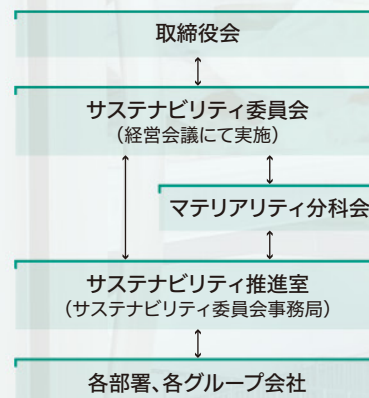 取締役会
サステナビリティ委員会
(経営会議にて実施)
マテリアリティ分科会
サステナビリティ推進室
(サステナビリティ委員会事務局)
各部署、各グループ会社